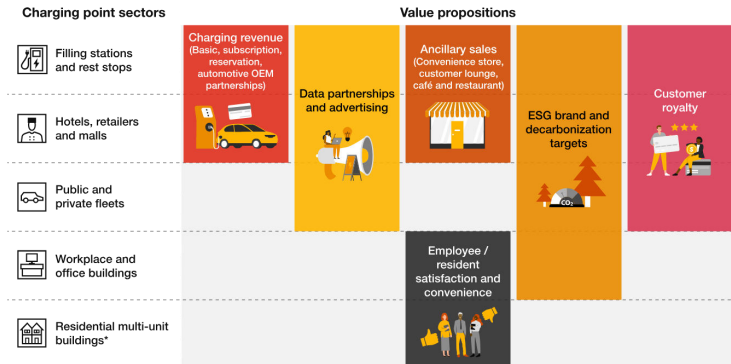 Charging point sectors
Value propositions
Filling stations
and rest stops
Hotels, retailers
and malls
Public and
private fleets
Workplace and
office buildings
Residential multi-unit
buildings*
Charging revenue
(Basic, subscription,
reservation,
automotive OEM
partnerships)
Data partnerships
and advertising
Ancillary sales
(Convenience store,
customer lounge,
café and restaurant)
Employee /
resident
satisfaction and
convenience
ESG brand and
decarbonization
targets
CO₂
Customer
royalty